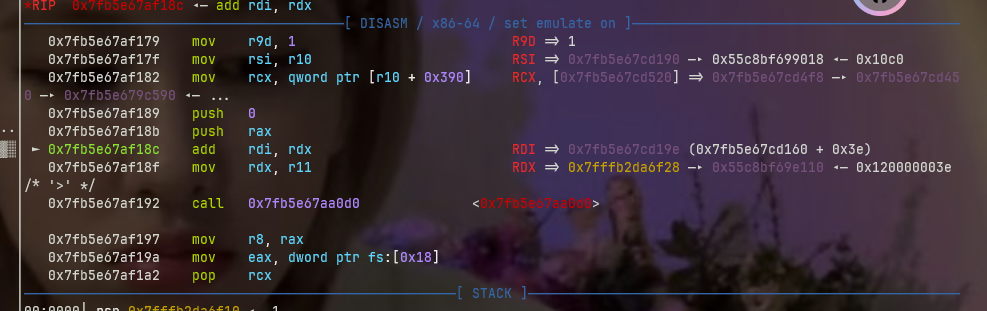 *RIP  0x7fb5e67af18c ◂— add rdi, rdx
[ DISASM / x86-64 / set emulate on ]
0x7fb5e67af179    mov    r9d, 1    R9D => 1
0x7fb5e67af17f    mov    rsi, r10    RSI => 0x7fb5e67cd190 —▸ 0x55c8bf699018 ◂— 0x10c0
0x7fb5e67af182    mov    rcx, qword ptr [r10 + 0x390]    RCX, [0x7fb5e67cd520] => 0x7fb5e67cd4f8 —▸ 0x7fb5e67cd45
0 —▸ 0x7fb5e679c590 ◂— ...
0x7fb5e67af189    push   0
0x7fb5e67af18b    push   rax
► 0x7fb5e67af18c    add    rdi, rdx    RDI => 0x7fb5e67cd19e (0x7fb5e67cd160 + 0x3e)
0x7fb5e67af18f    mov    rdx, r11    RDX => 0x7fffb2da6f28 —▸ 0x55c8bf69e110 ◂— 0x120000003e
/* '>' */
0x7fb5e67af192    call   0x7fb5e67aa0d0    <0x7fb5e67aa0d0>
0x7fb5e67af197    mov    r8, rax
0x7fb5e67af19a    mov    eax, dword ptr fs:[0x18]
0x7fb5e67af1a2    pop    rcx
[ STACK ]
00:0000│ rsp 0x7fffb2da6f10 ◂— 1